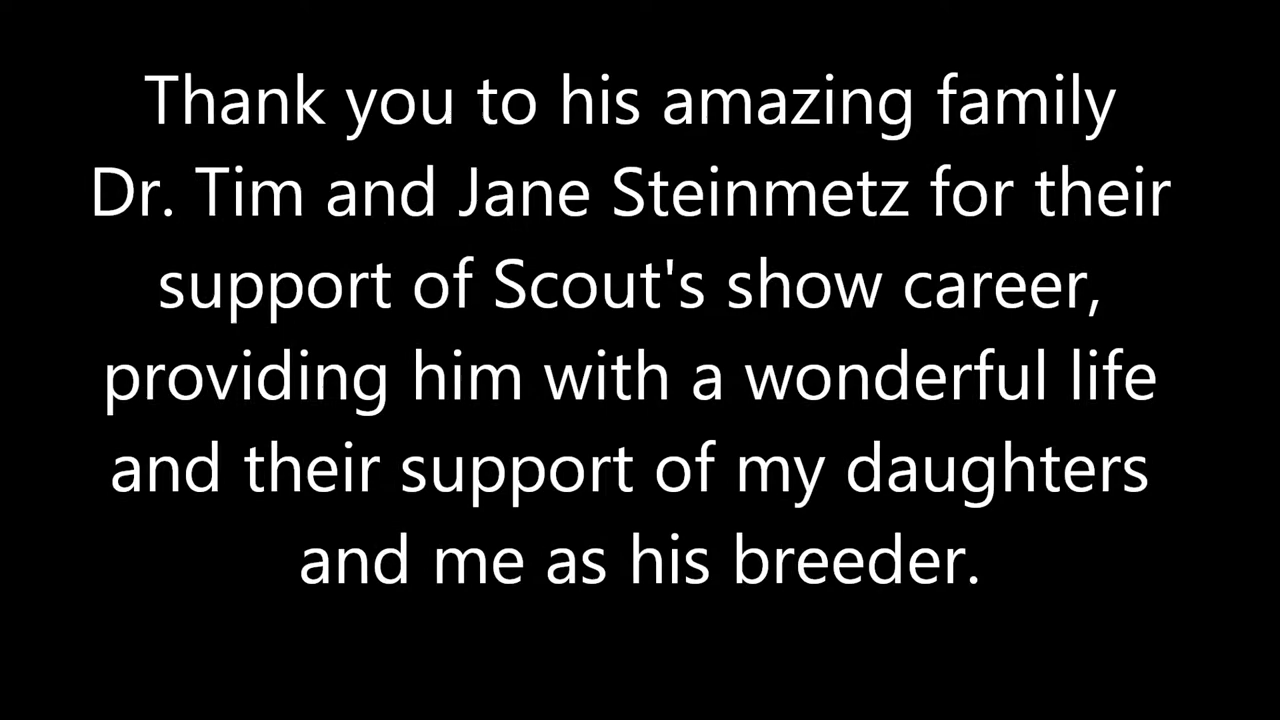 Thank you to his amazing family
Dr. Tim and Jane Steinmetz for their
support of Scout's show career,
providing him with a wonderful life
and their support of my daughters
and me as his breeder.